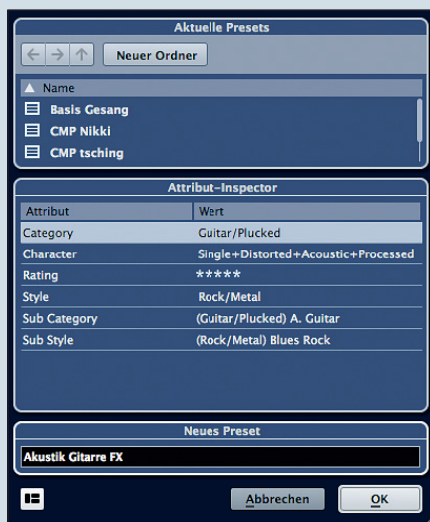 Aktuelle Presets
Neuer Ordner
Name
Basis Gesang
CMP Nikki
CMP tsching
Attribut-Inspector
Attribut Wert
Category Guitar/Plucked
Character Single+Distorted+Acoustic+Processed
Rating *****
Style Rock/Metal
Sub Category (Guitar/Plucked) A. Guitar
Sub Style (Rock/Metal) Blues Rock
Neues Preset
Akustik Gitarre FX
Abbrechen OK